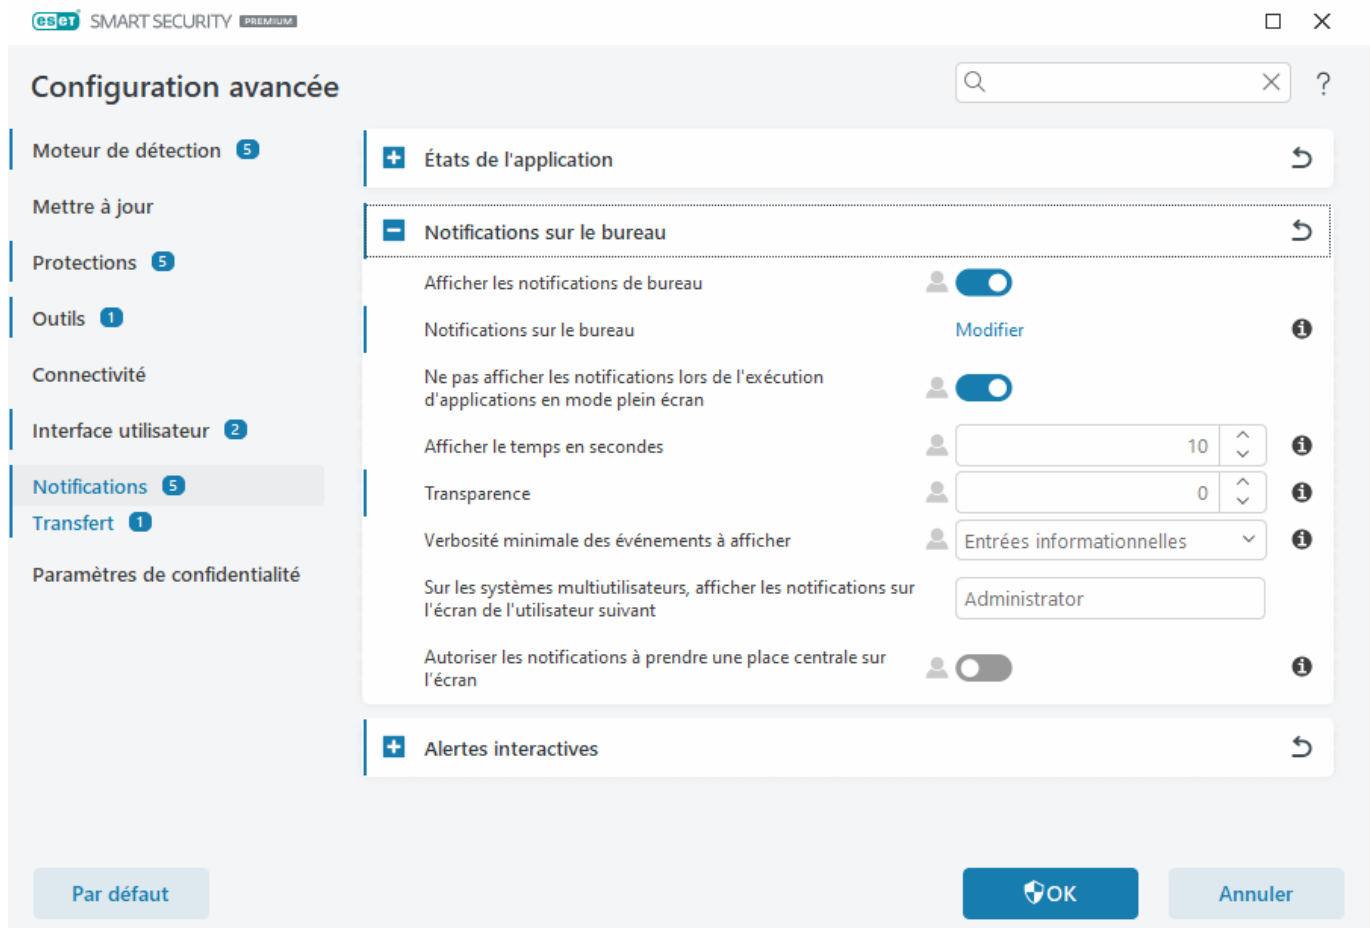 eset SMART SECURITY PREMIUM
Configuration avancée
?
Moteur de détection 5
Mettre à jour
Protections 5
Outils 1
Connectivité
Interface utilisateur 2
Notifications 5
Transfert 1
Paramètres de confidentialité
États de l'application
Notifications sur le bureau
Afficher les notifications de bureau
Notifications sur le bureau Modifier
Ne pas afficher les notifications lors de l'exécution
d'applications en mode plein écran
Afficher le temps en secondes 10
Transparence 0
Verbosité minimale des événements à afficher Entrées informationnelles
Sur les systèmes multiutilisateurs, afficher les notifications sur
l'écran de l'utilisateur suivant
Administrator
Autoriser les notifications à prendre une place centrale sur
l'écran
Alertes interactives
Par défaut OK Annuler